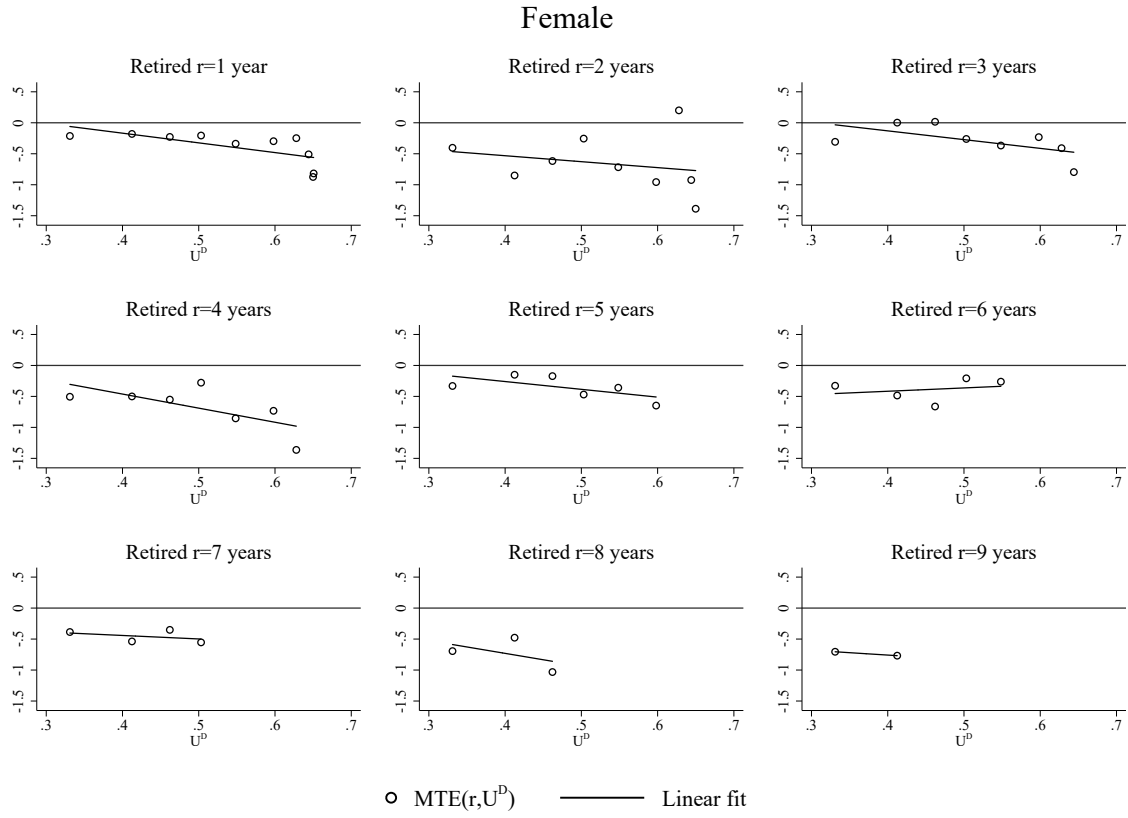 Female
Retired r=1 year
Retired r=2 years
Retired r=3 years
.5
0
-.5
-1
-1.5
.3 .4 .5 .6 .7
U^D
.5
0
-.5
-1
-1.5
.3 .4 .5 .6 .7
U^D
.5
0
-.5
-1
-1.5
.3 .4 .5 .6 .7
U^D
Retired r=4 years
Retired r=5 years
Retired r=6 years
.5
0
-.5
-1
-1.5
.3 .4 .5 .6 .7
U^D
.5
0
-.5
-1
-1.5
.3 .4 .5 .6 .7
U^D
.5
0
-.5
-1
-1.5
.3 .4 .5 .6 .7
U^D
Retired r=7 years
Retired r=8 years
Retired r=9 years
.5
0
-.5
-1
-1.5
.3 .4 .5 .6 .7
U^D
.5
0
-.5
-1
-1.5
.3 .4 .5 .6 .7
U^D
.5
0
-.5
-1
-1.5
.3 .4 .5 .6 .7
U^D
MTE(r,U^D) Linear fit